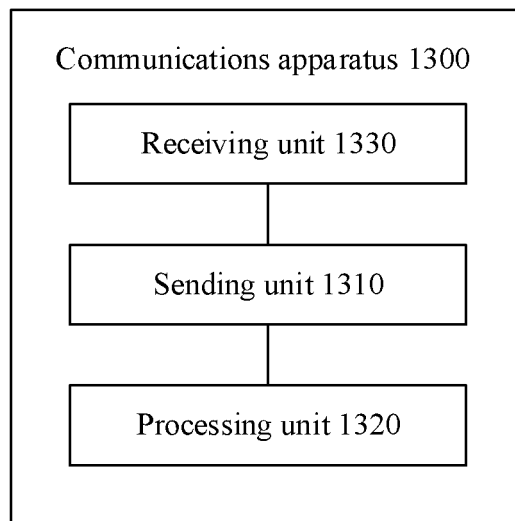 Communications apparatus 1300
Receiving unit 1330
Sending unit 1310
Processing unit 1320